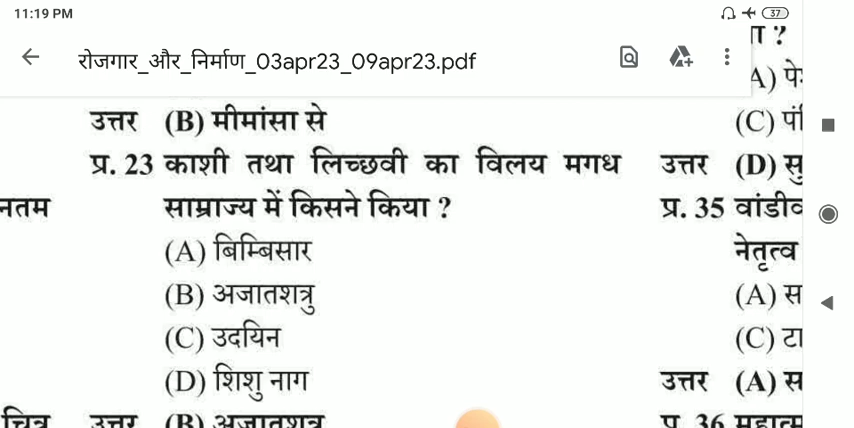 11:19 PM
37
रोजगार_और_निर्माण_03apr23_09apr23.pdf
उत्तर (B) मीमांसा से
प्र. 23 काशी तथा लिच्छवी का विलय मगध
साम्राज्य में किसने किया ?
(A) बिम्बिसार
(B) अजातशत्रु
(C) उदयिन
(D) शिशु नाग
उत्तर (B) अजातशत्रु
नतम
चित्र
?
A)
(C)
उत्तर (D)
प्र. 35
नेतृत्व
(A)
(C)
उत्तर (A)
प्र. 36